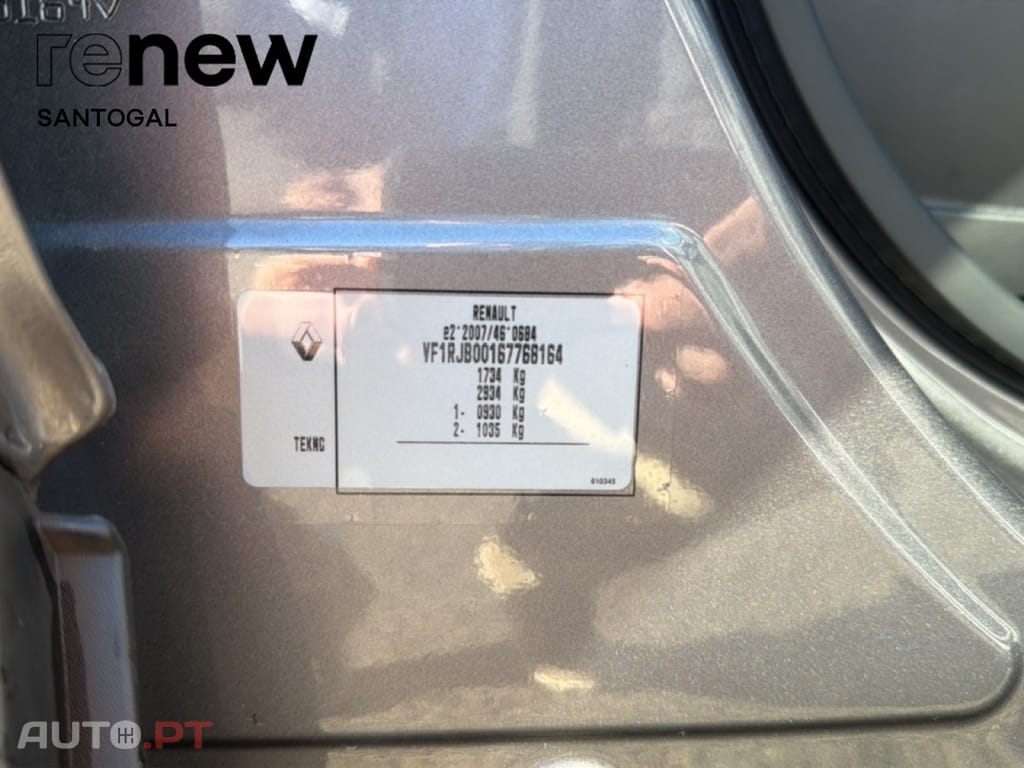 renew
SANTOGAL
RENAULT
e2*2007/46*0684
VF1RJB00167768164
1734 Kg
2934 Kg
1- 0930 Kg
2- 1035 Kg
TEKNG
610345
AUTO.PT